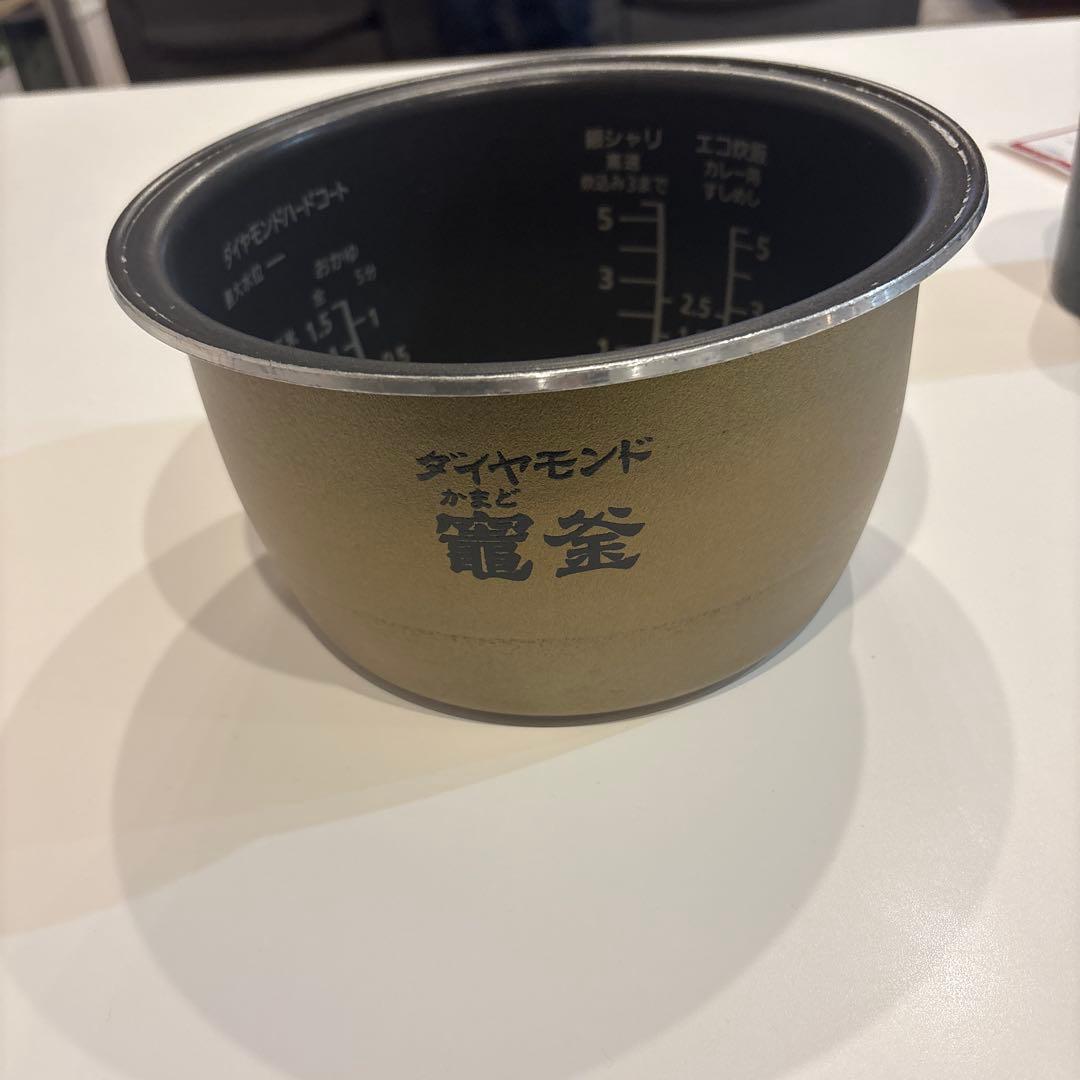 ダイヤモンドハードコート
最大水位
おかゆ
全 5分
1.5 1
0.5
銀シャリ
炊込み3まで
5
3
1
エコ炊飯
カレー用
すしめし
5
2.5
ダイヤモンド
かまど
竈釜